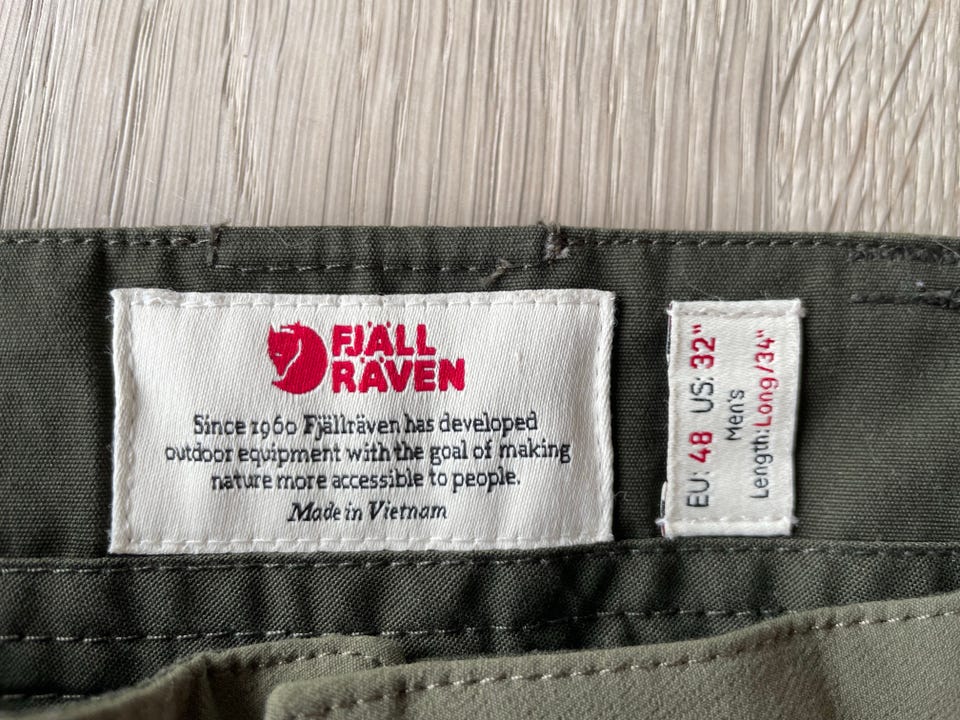 FJÄLL
RÄVEN
Since 1960 Fjällräven has developed
outdoor equipment with the goal of making
nature more accessible to people.
Made in Vietnam
EU: 48 US: 32"
Men's
Length: Long/34"